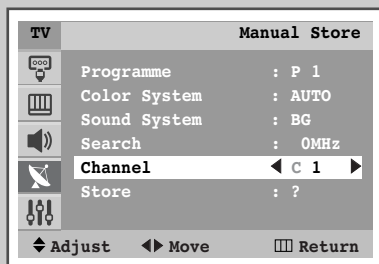 TV Manual Store
Programme : P 1
Color System : AUTO
Sound System : BG
Search : 0MHz
Channel ◀ C 1 ▶
Store : ?
Adjust Move Return